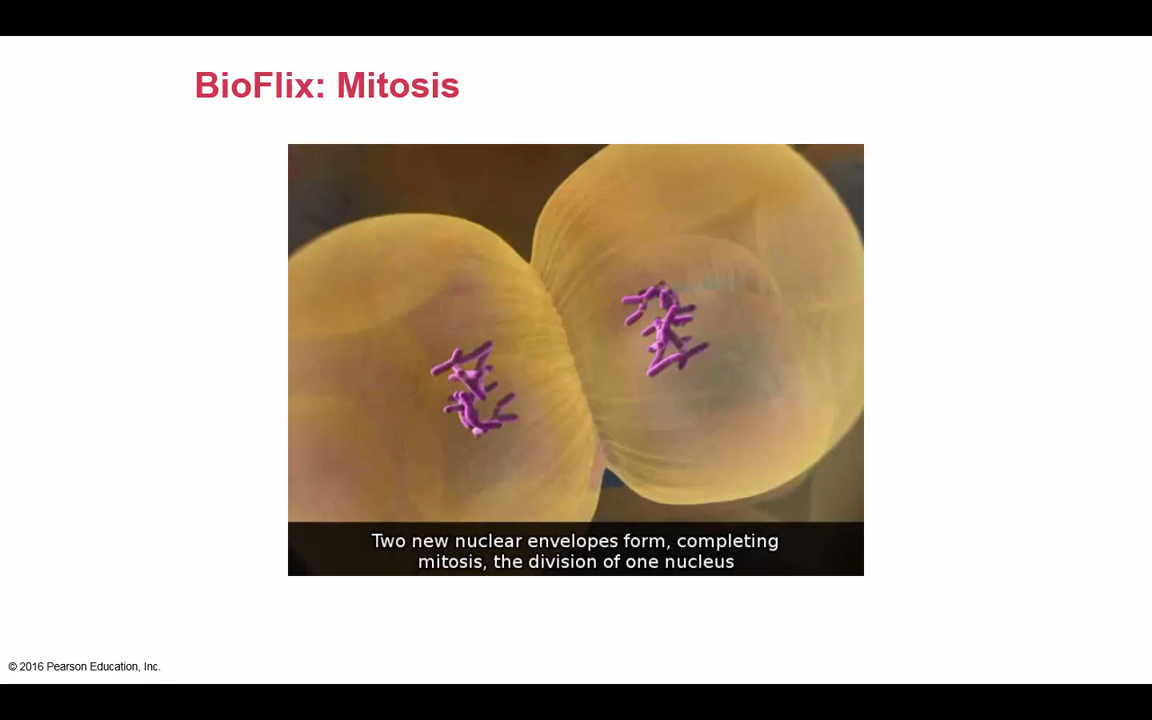 BioFlix: Mitosis
Two new nuclear envelopes form, completing
mitosis, the division of one nucleus
© 2016 Pearson Education, Inc.